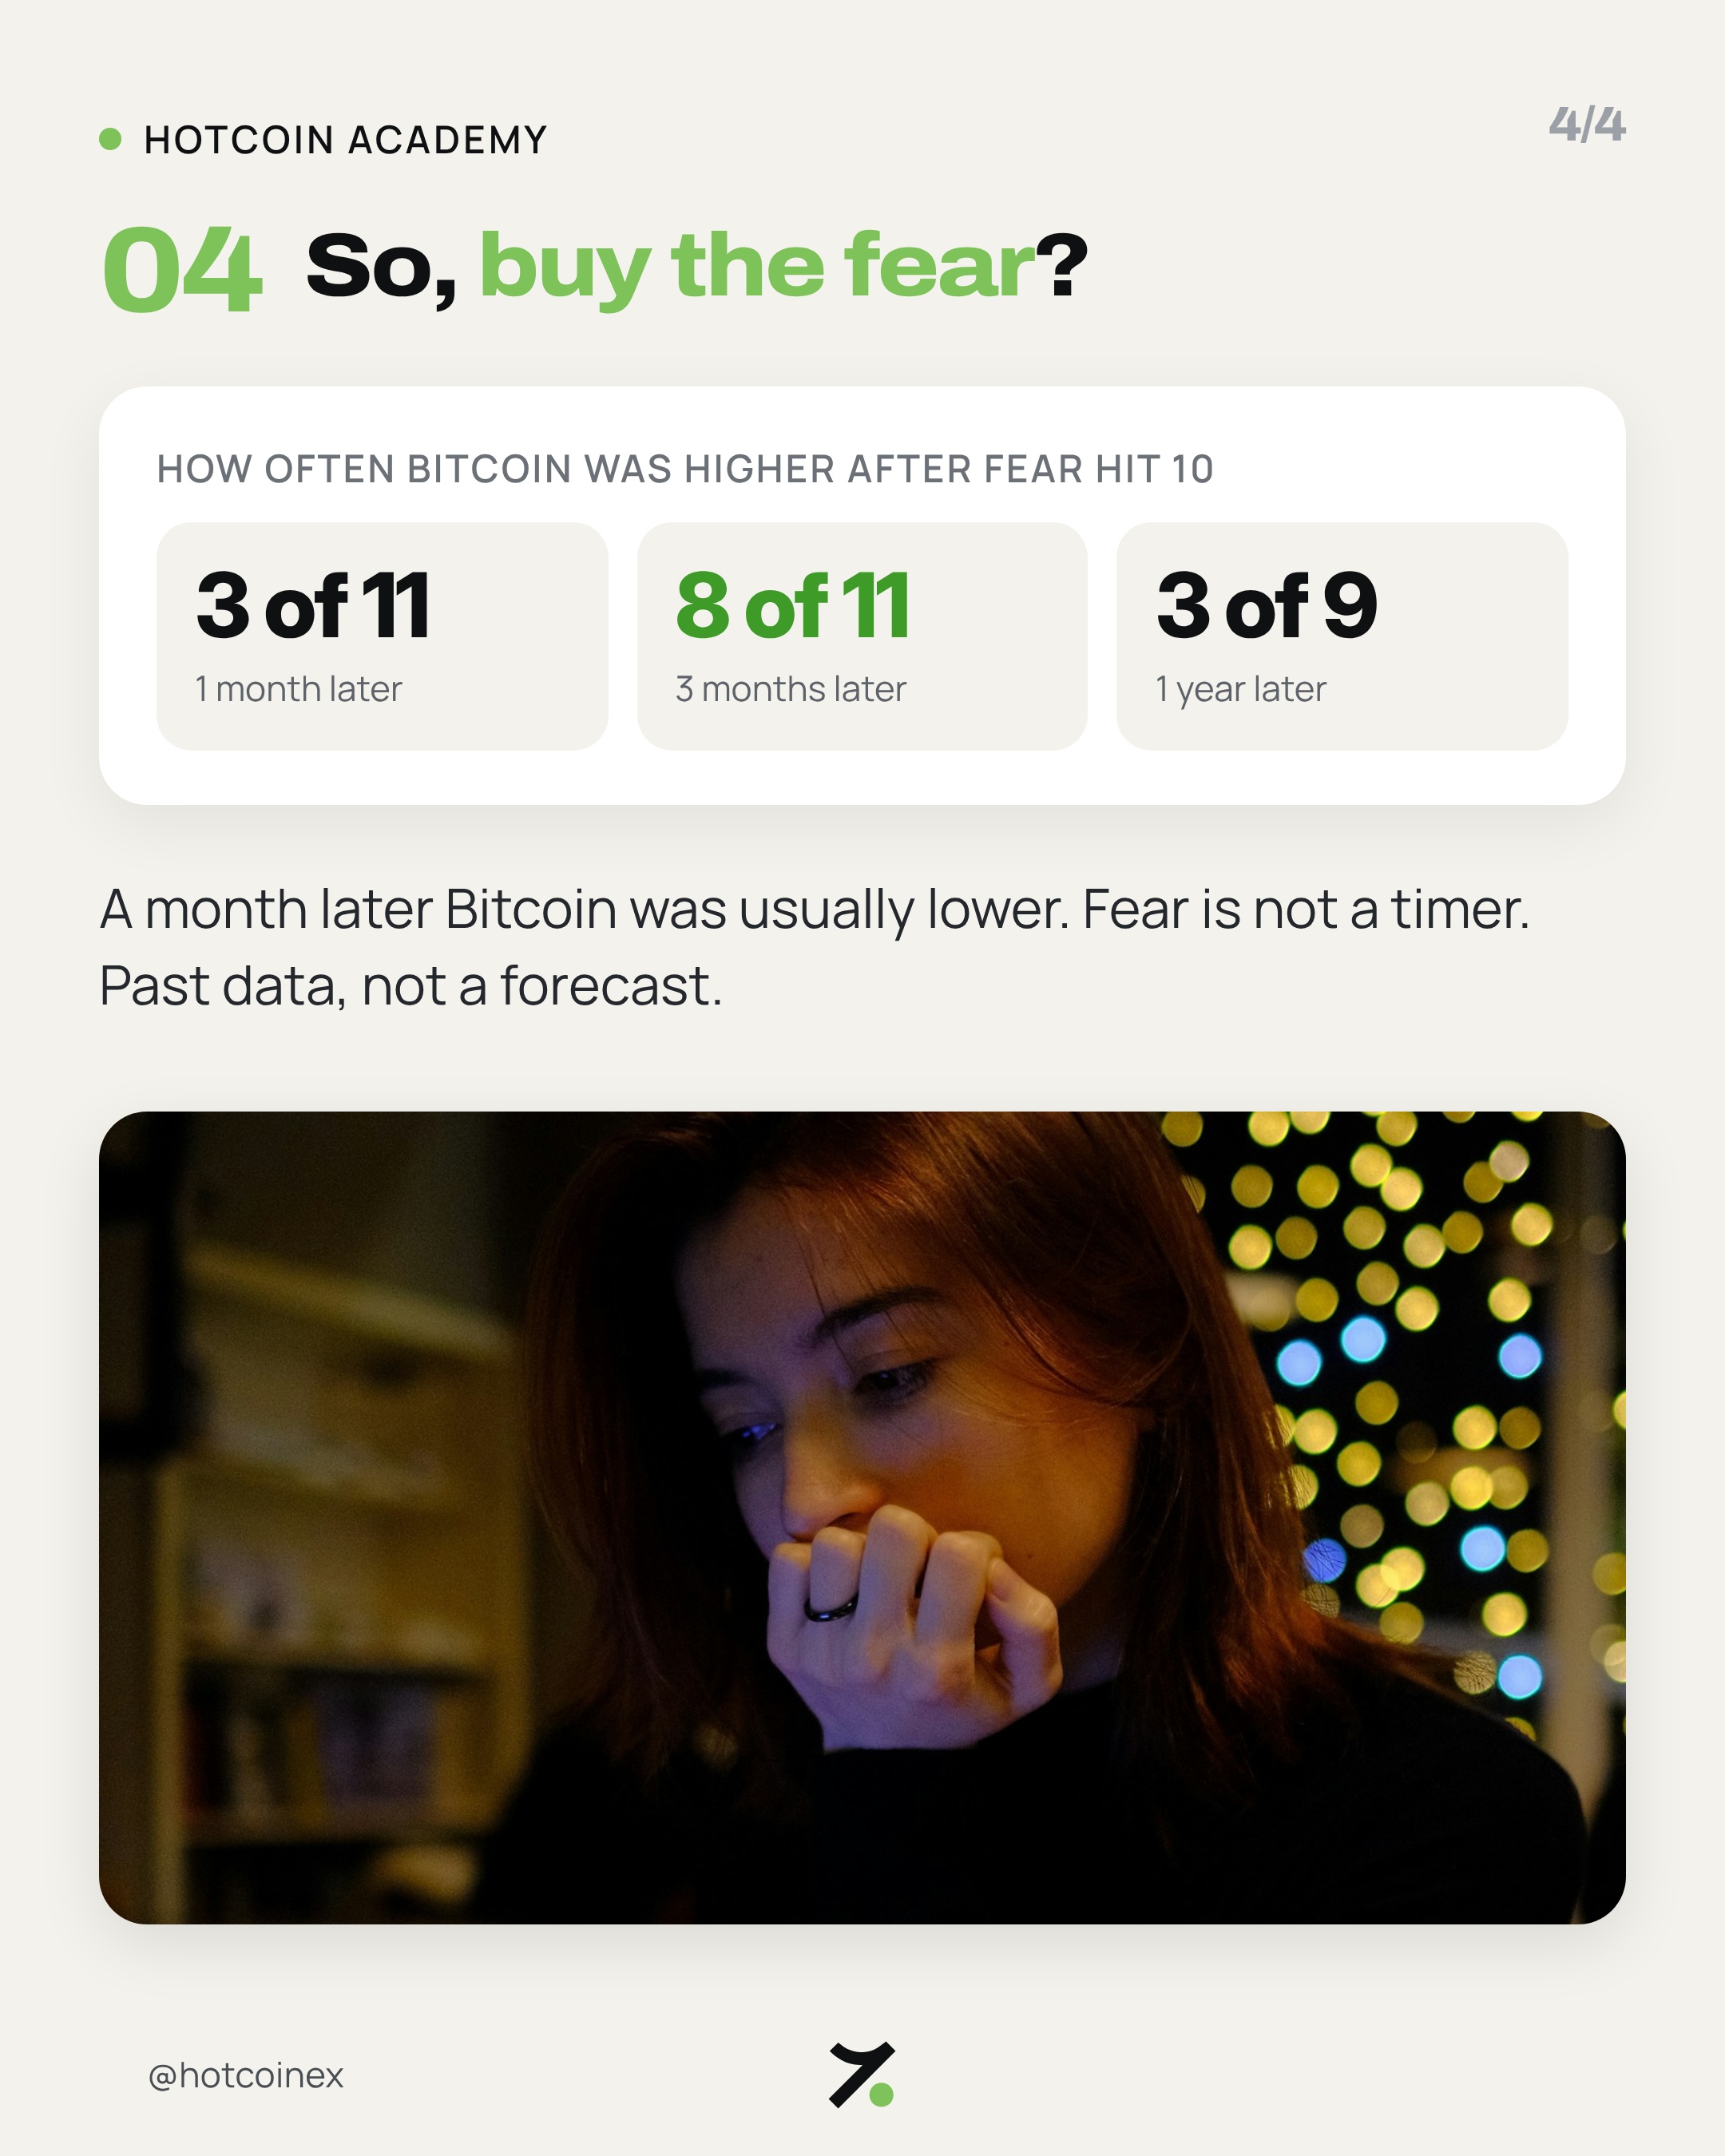 HOTCOIN ACADEMY
4/4
04 So, buy the fear?
HOW OFTEN BITCOIN WAS HIGHER AFTER FEAR HIT 10
3 of 11
1 month later
8 of 11
3 months later
3 of 9
1 year later
A month later Bitcoin was usually lower. Fear is not a timer.
Past data, not a forecast.
@hotcoinex